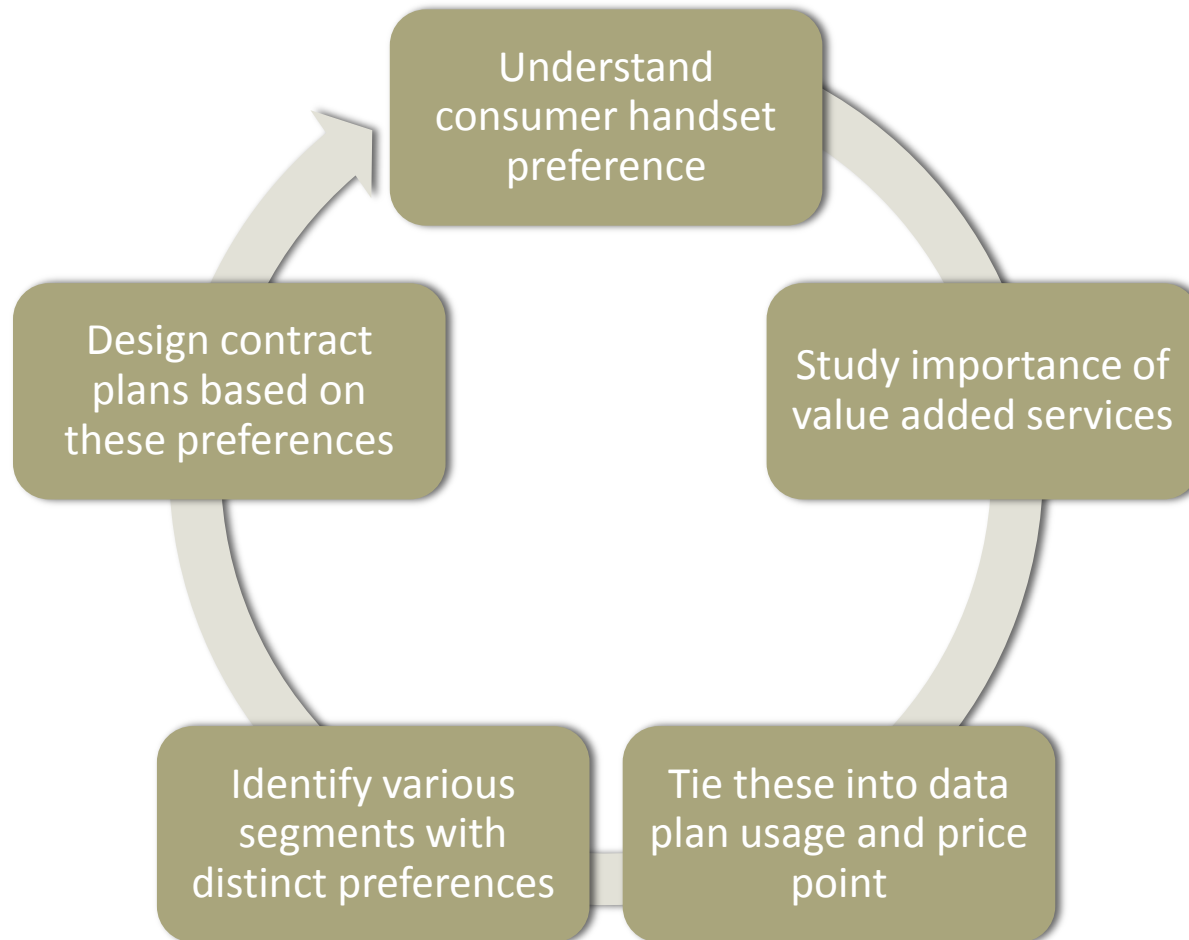 Understand
consumer handset
preference
Study importance of
value added services
Tie these into data
plan usage and price
point
Identify various
segments with
distinct preferences
Design contract
plans based on
these preferences